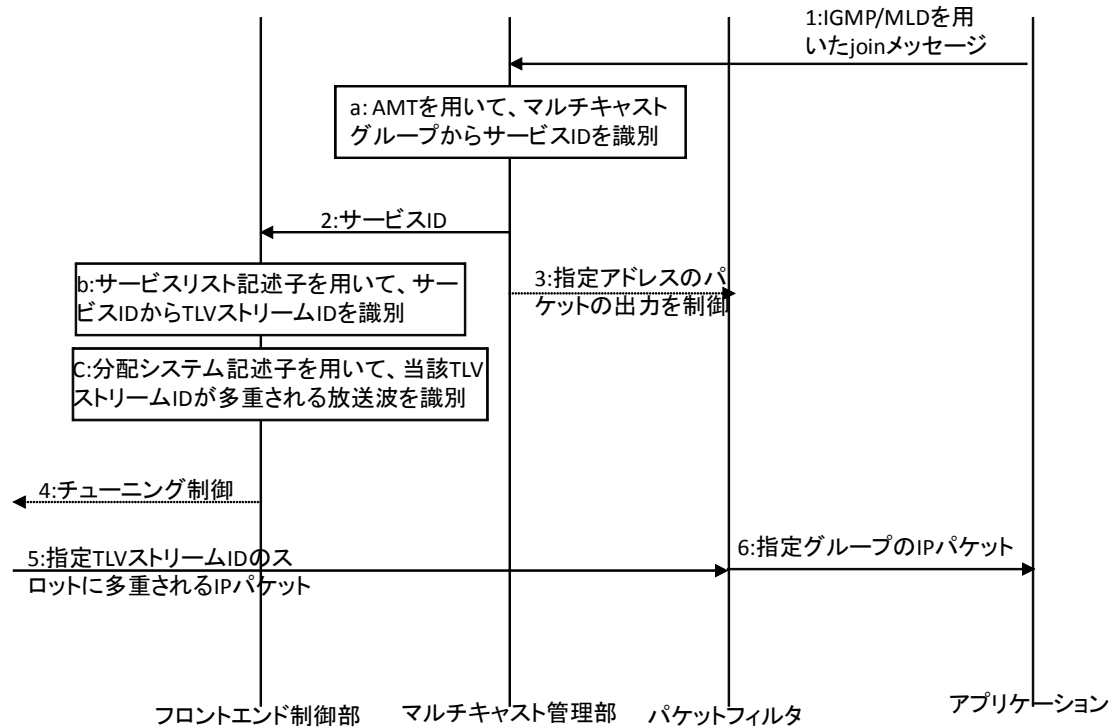 1:IGMP/MLDを用
いたjoinメッセージ
a: AMTを用いて、マルチキャスト
グループからサービスIDを識別
2:サービスID
b:サービスリスト記述子を用いて、サー
ビスIDからTLVストリームIDを識別
3:指定アドレスのパ
ケットの出力を制御
C:分配システム記述子を用いて、当該TLV
ストリームIDが多重される放送波を識別
4:チューニング制御
5:指定TLVストリームIDのス
ロットに多重されるIPパケット
6:指定グループのIPパケット
フロントエンド制御部
マルチキャスト管理部
パケットフィルタ
アプリケーション